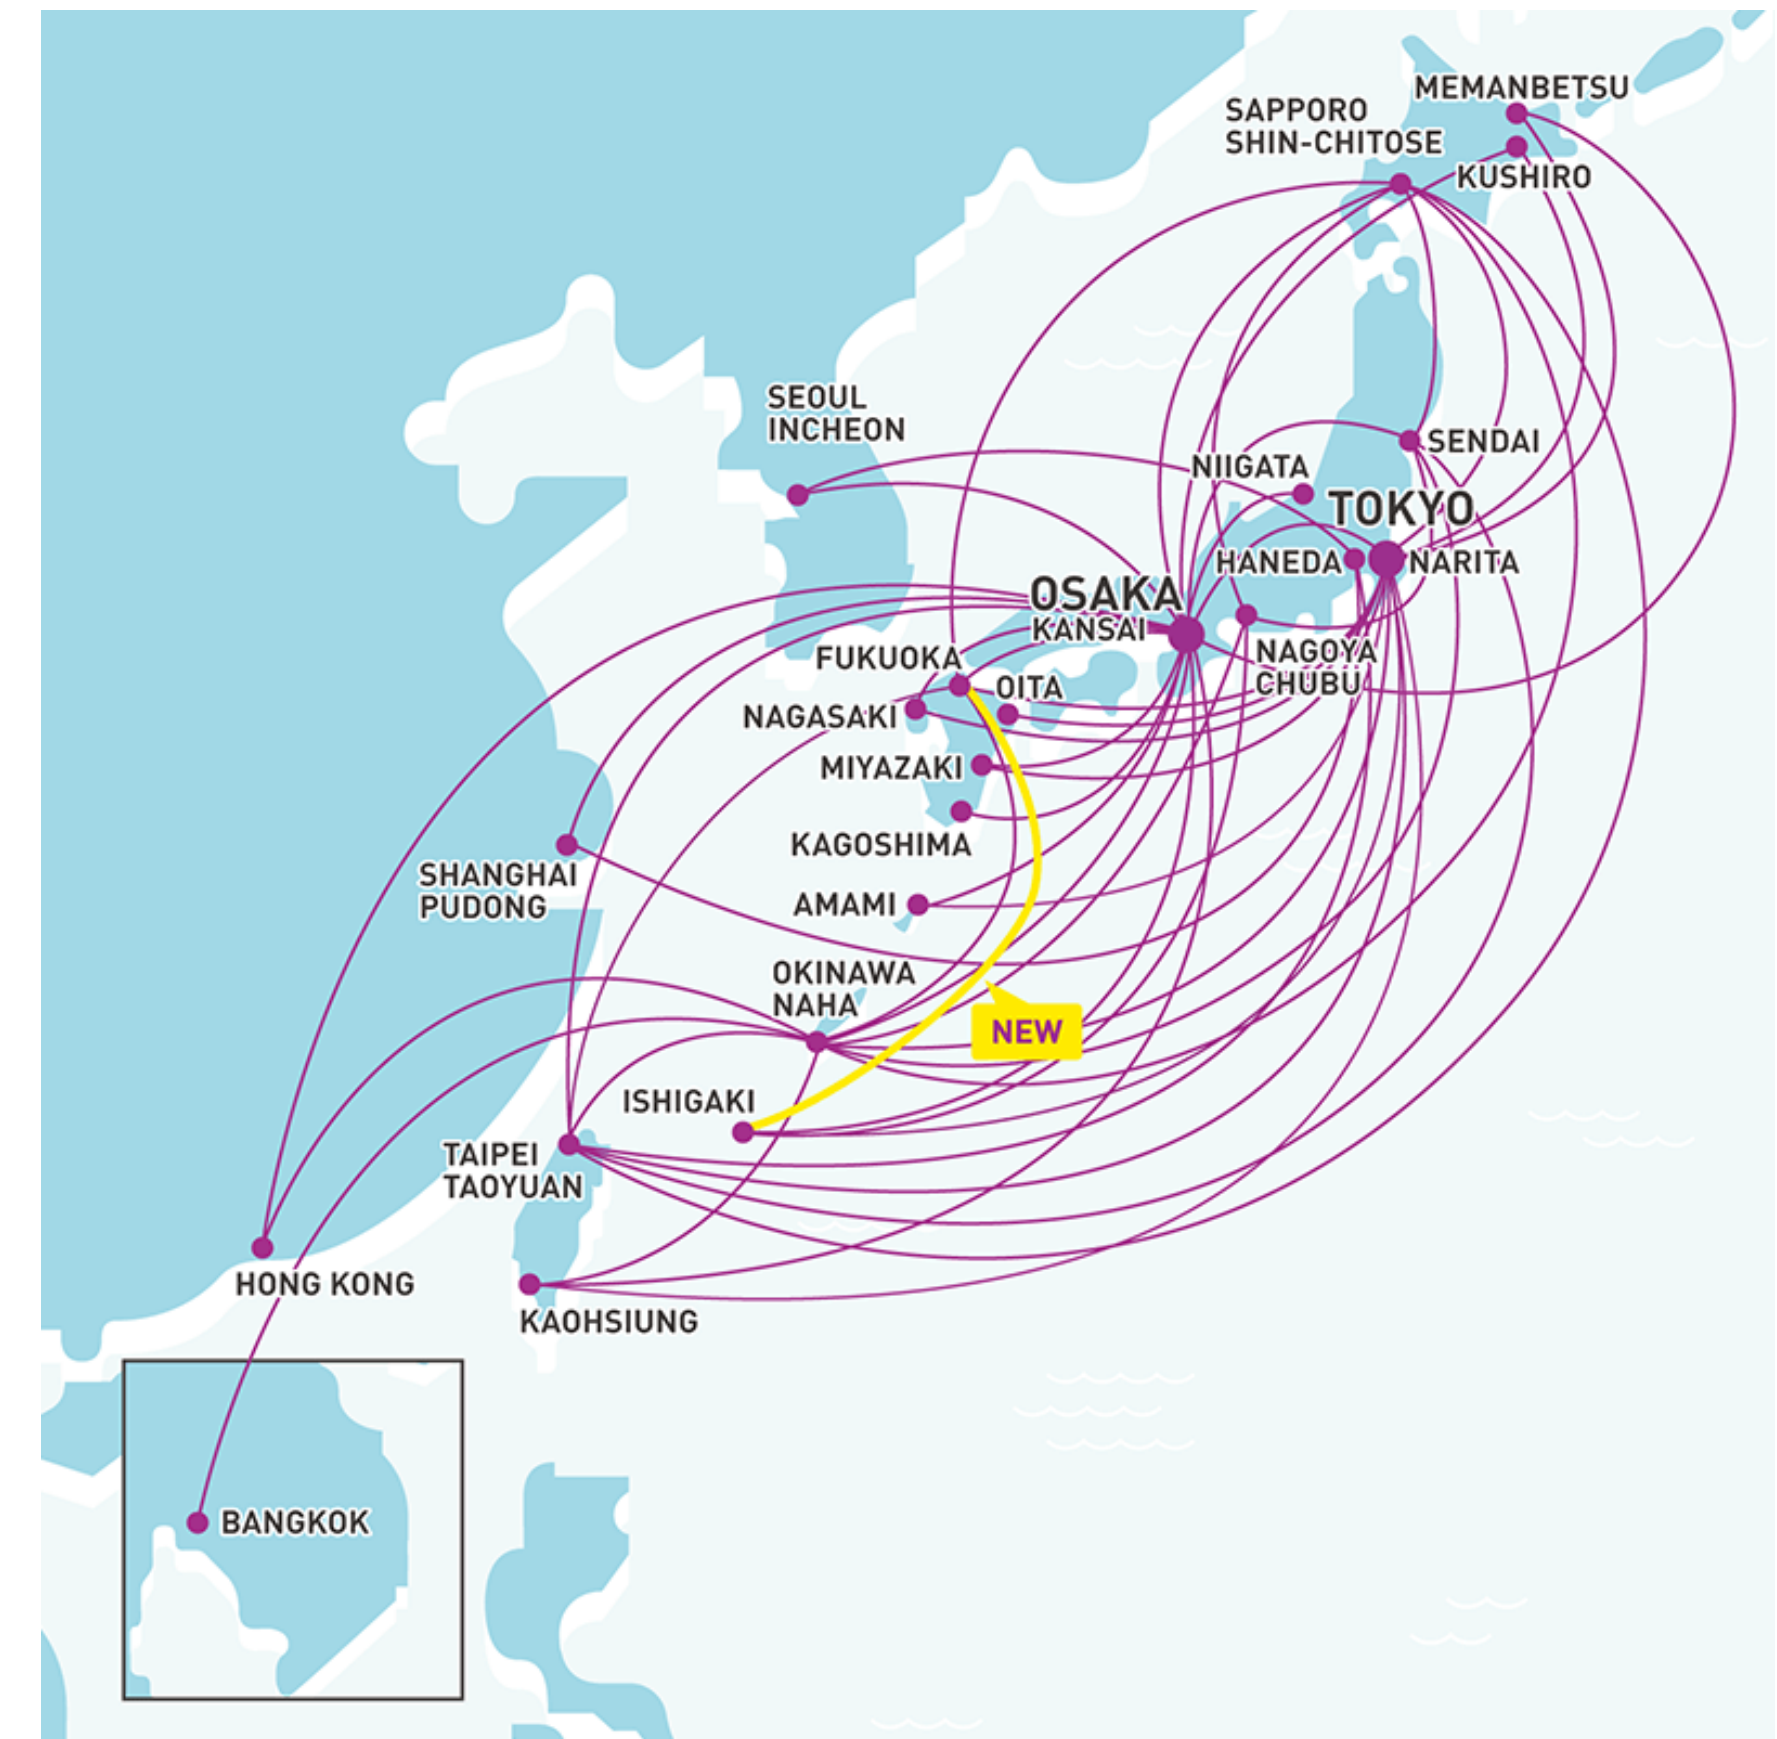 MEMANBETSU
SAPPORO
SHIN-CHITOSE
KUSHIRO
SEOUL
INCHEON
SENDAI
NIIGATA
TOKYO
HANEDA
NARITA
OSAKA
KANSAI
NAGOYA
CHUBU
FUKUOKA
OITA
NAGASAKI
MIYAZAKI
KAGOSHIMA
SHANGHAI
PUDONG
AMAMI
OKINAWA
NAHA
NEW
ISHIGAKI
TAIPEI
TAOYUAN
HONG KONG
KAOHSIUNG
BANGKOK